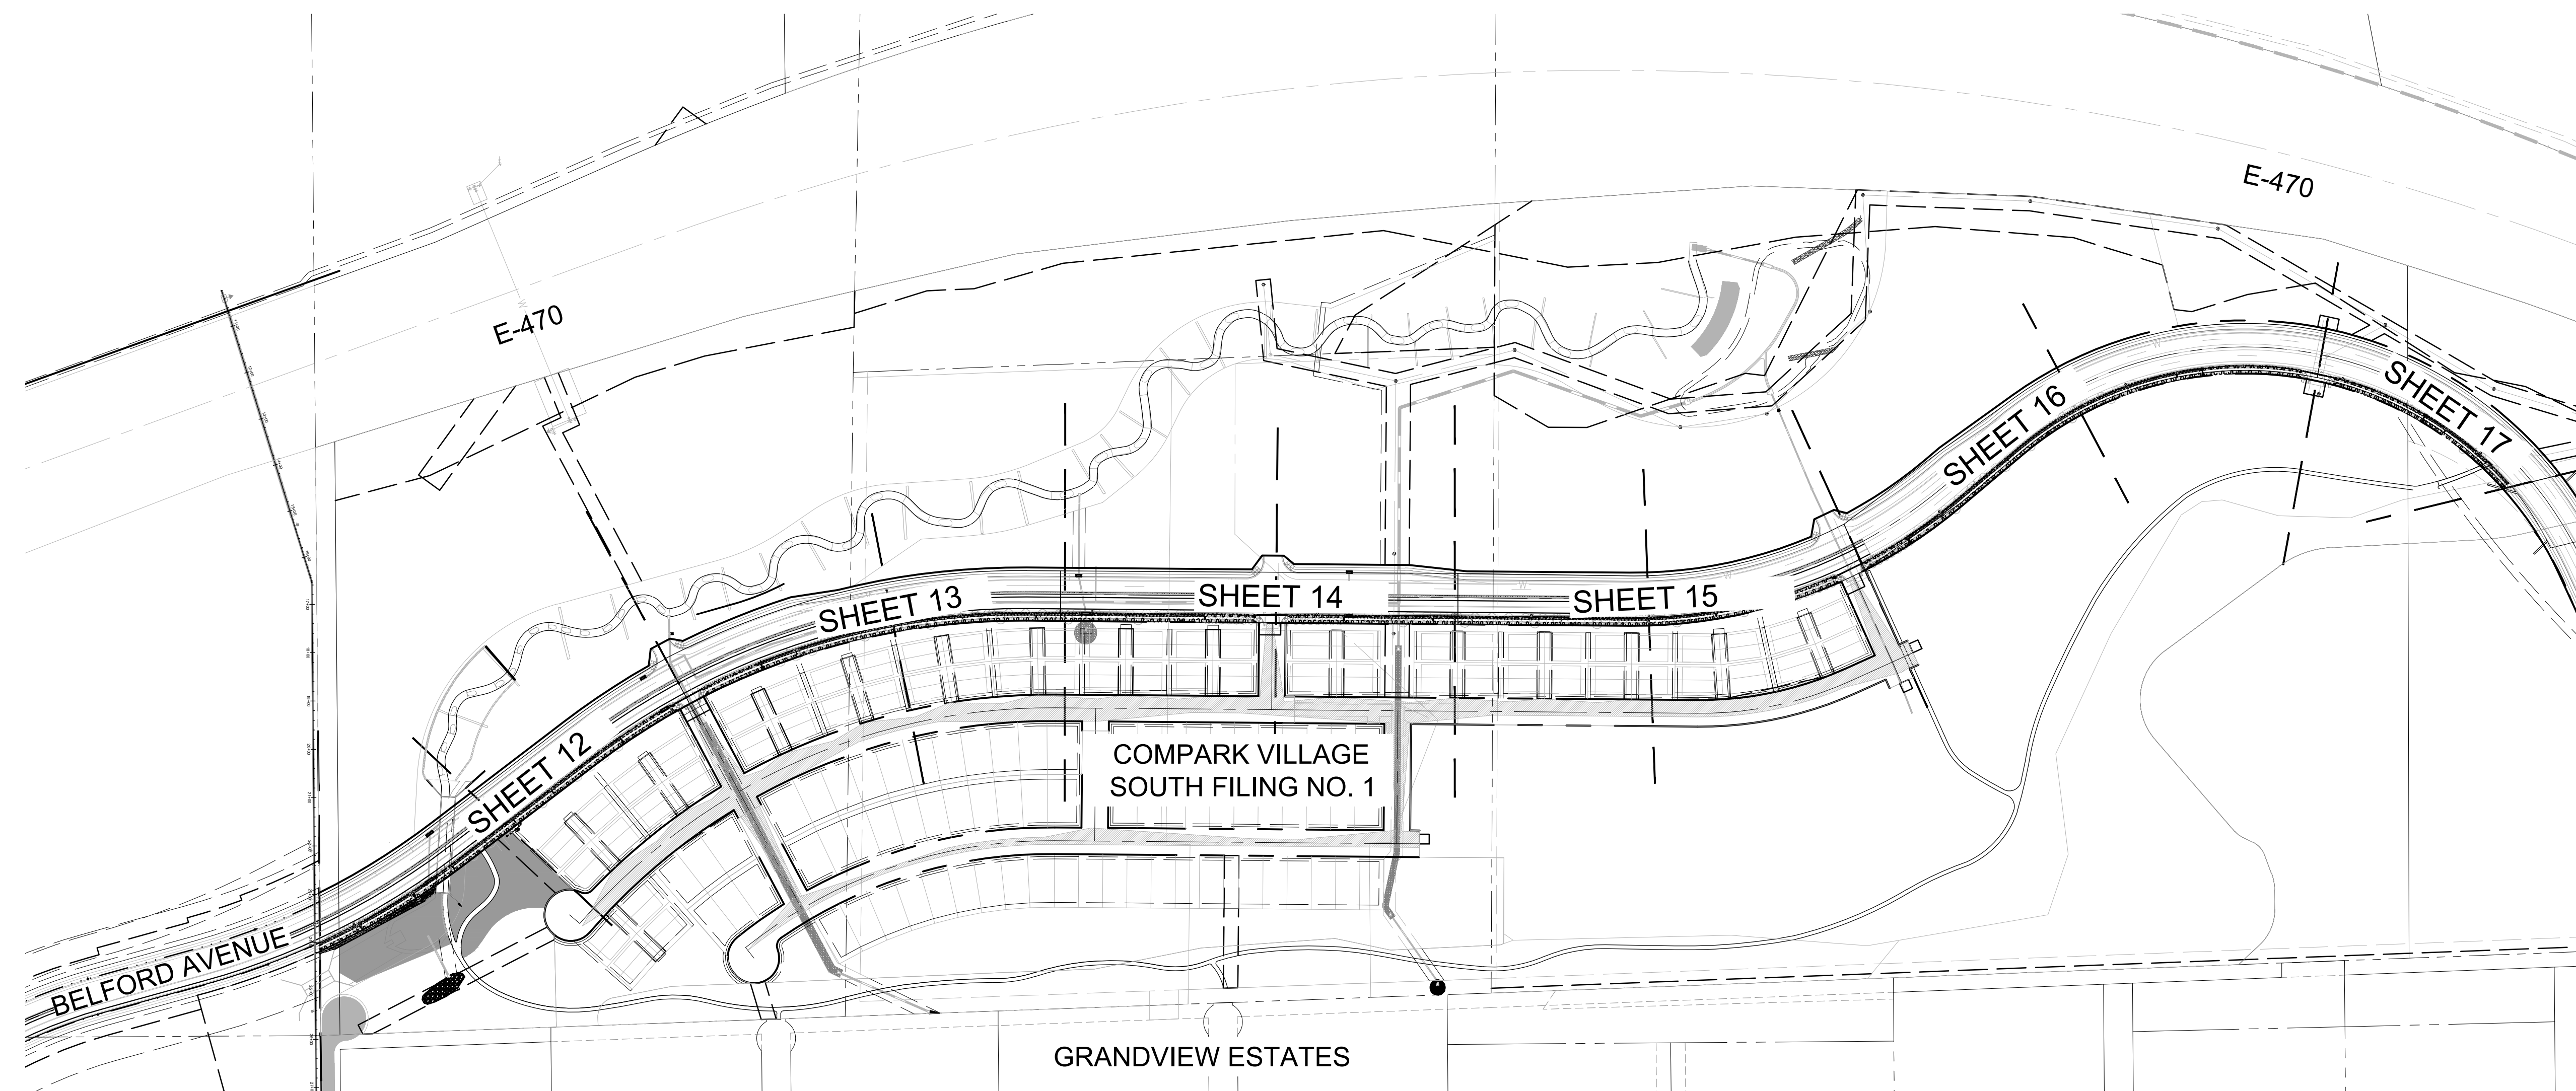 E-470
E-470
SHEET 16
SHEET 17
SHEET 13
SHEET 14
SHEET 15
SHEET 12
COMPARK VILLAGE
SOUTH FILING NO. 1
BELFORD AVENUE
GRANDVIEW ESTATES
W
W
W
W